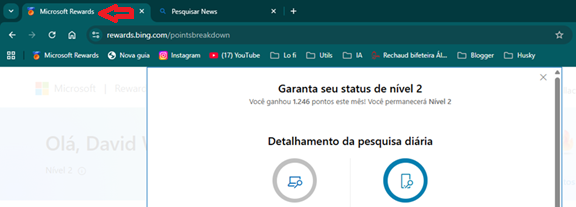 Microsoft Rewards
Pesquisar News
rewards.bing.com/pointsbreakdown
Microsoft Rewards Nova guia Instagram (17) YouTube Lo fi Utils IA Rechaud bifeteira Ál... Blogger Husky
Garanta seu status de nível 2
Você ganhou 1.246 pontos este mês! Você permanecerá Nível 2
Microsoft Reward
Olá, David W
Nível 2
Detalhamento da pesquisa diária